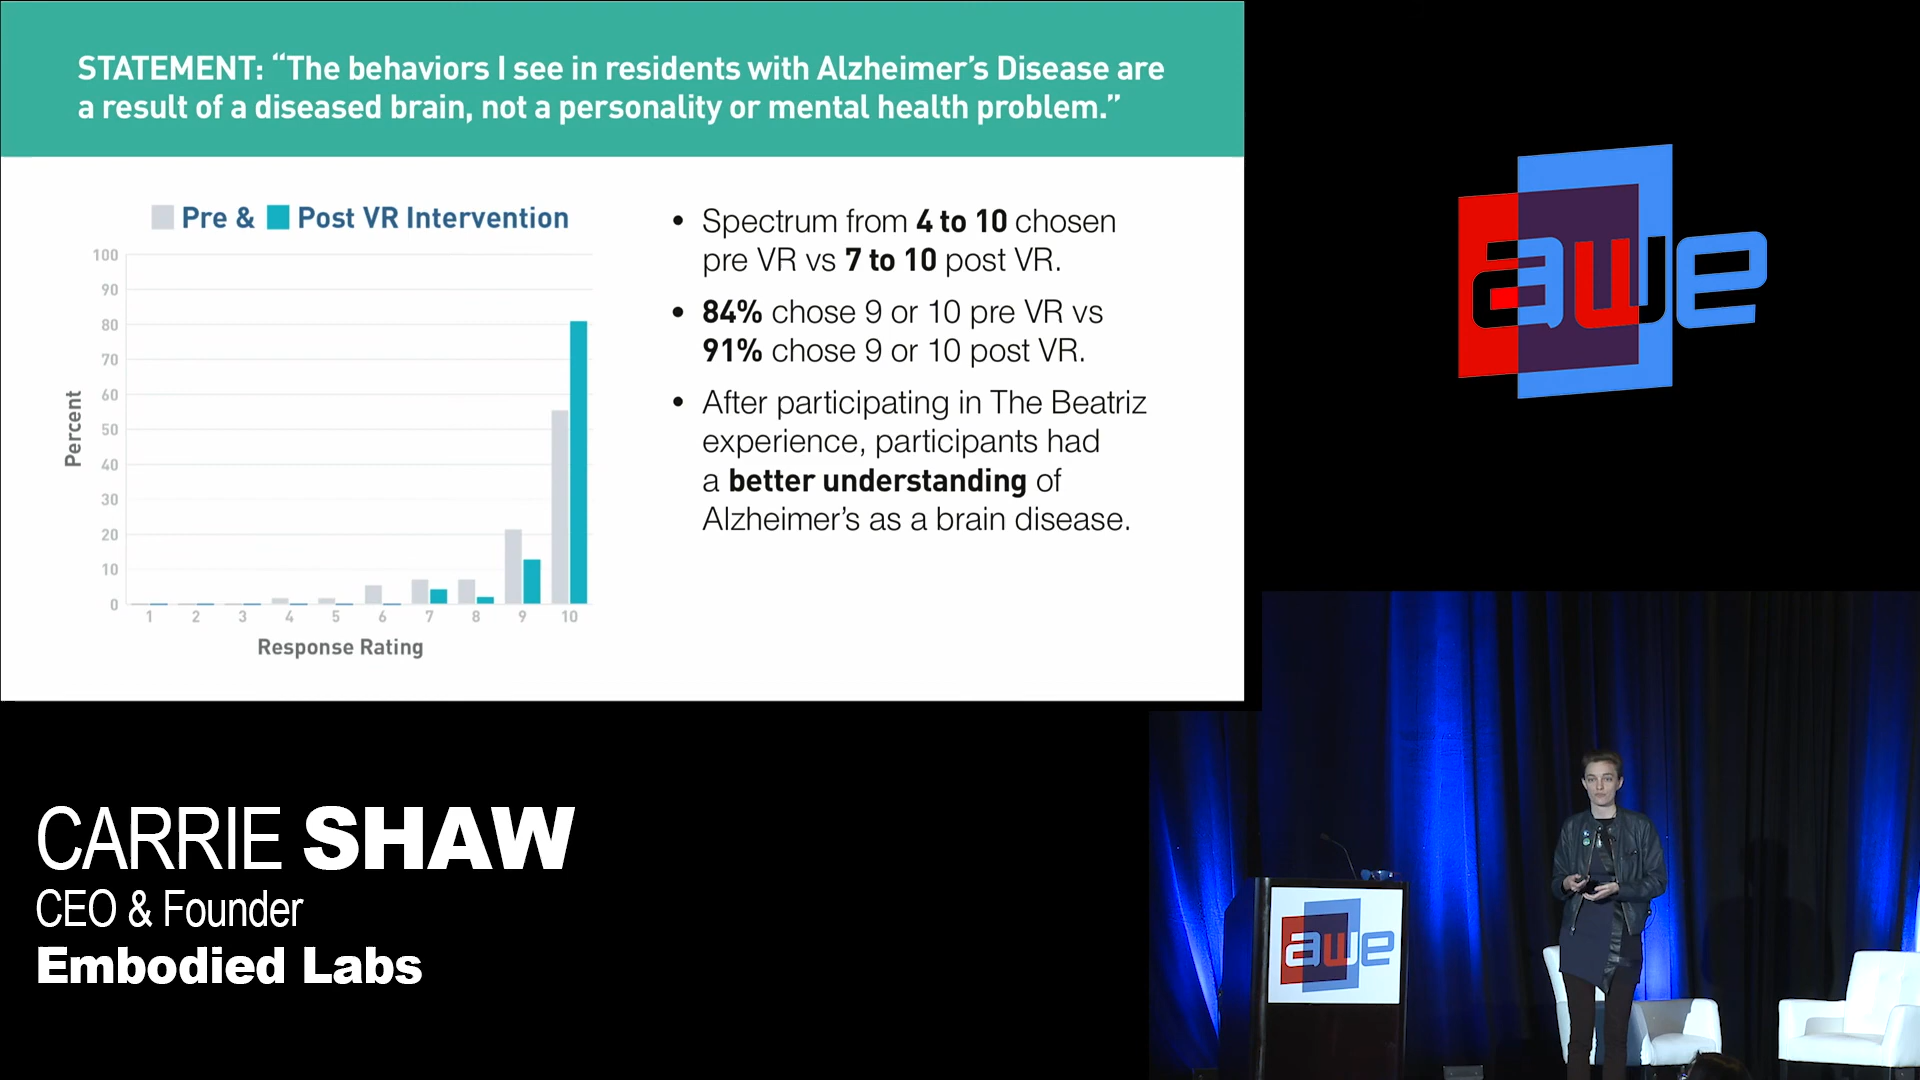 STATEMENT: “The behaviors I see in residents with Alzheimer’s Disease are
a result of a diseased brain, not a personality or mental health problem.”
Pre & Post VR Intervention
100
90
80
70
60
50
40
30
20
10
0
Percent
1 2 3 4 5 6 7 8 9 10
Response Rating
• Spectrum from 4 to 10 chosen
pre VR vs 7 to 10 post VR.
• 84% chose 9 or 10 pre VR vs
91% chose 9 or 10 post VR.
• After participating in The Beatriz
experience, participants had
a better understanding of
Alzheimer’s as a brain disease.
awe
CARRIE SHAW
CEO & Founder
Embodied Labs
awe